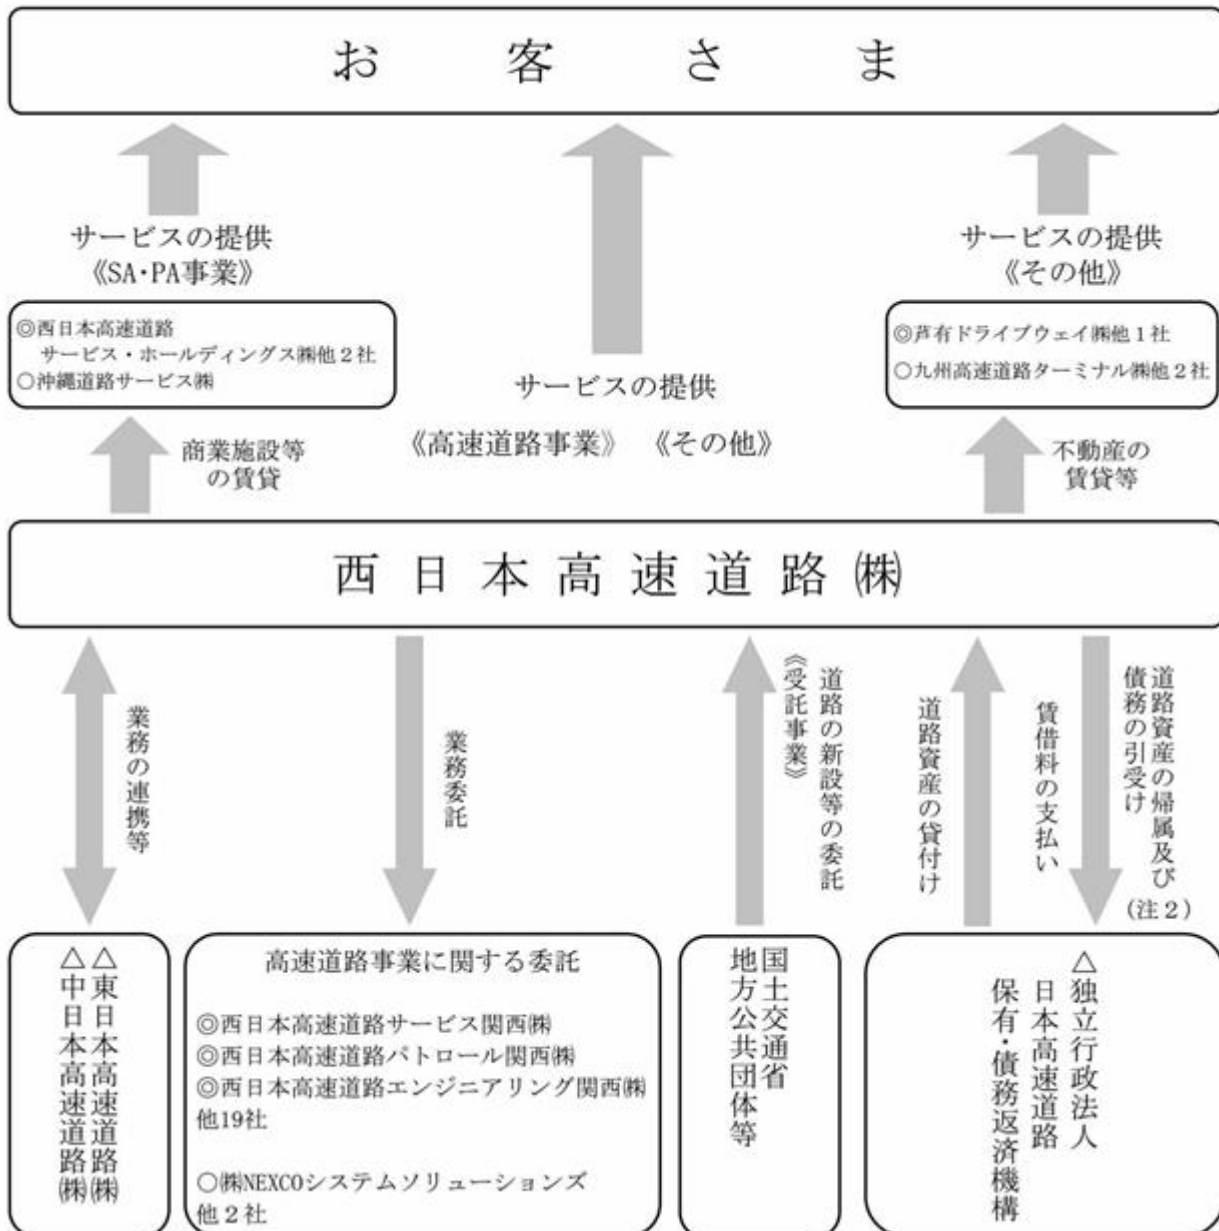 お客さま
サービスの提供
《SA・PA事業》
◎西日本高速道路
サービス・ホールディングス㈱他２社
○沖縄道路サービス㈱
商業施設等
の賃貸
サービスの提供
《高速道路事業》 《その他》
サービスの提供
《その他》
◎芦有ドライブウェイ㈱他１社
○九州高速道路ターミナル㈱他２社
不動産の
賃貸等
西日本高速道路㈱
業務の連携等
業務委託
道路の新設等の委託
《受託事業》
道路資産の貸付け
賃借料の支払い
道路資産の帰属及び
債務の引受け
(注２)
△東日本高速道路㈱
△中日本高速道路㈱
高速道路事業に関する委託
◎西日本高速道路サービス関西㈱
◎西日本高速道路パトロール関西㈱
◎西日本高速道路エンジニアリング関西㈱
他19社
○㈱NEXCOシステムソリューションズ
他２社
国土交通省
地方公共団体等
△独立行政法人
日本高速道路
保有・債務返済機構